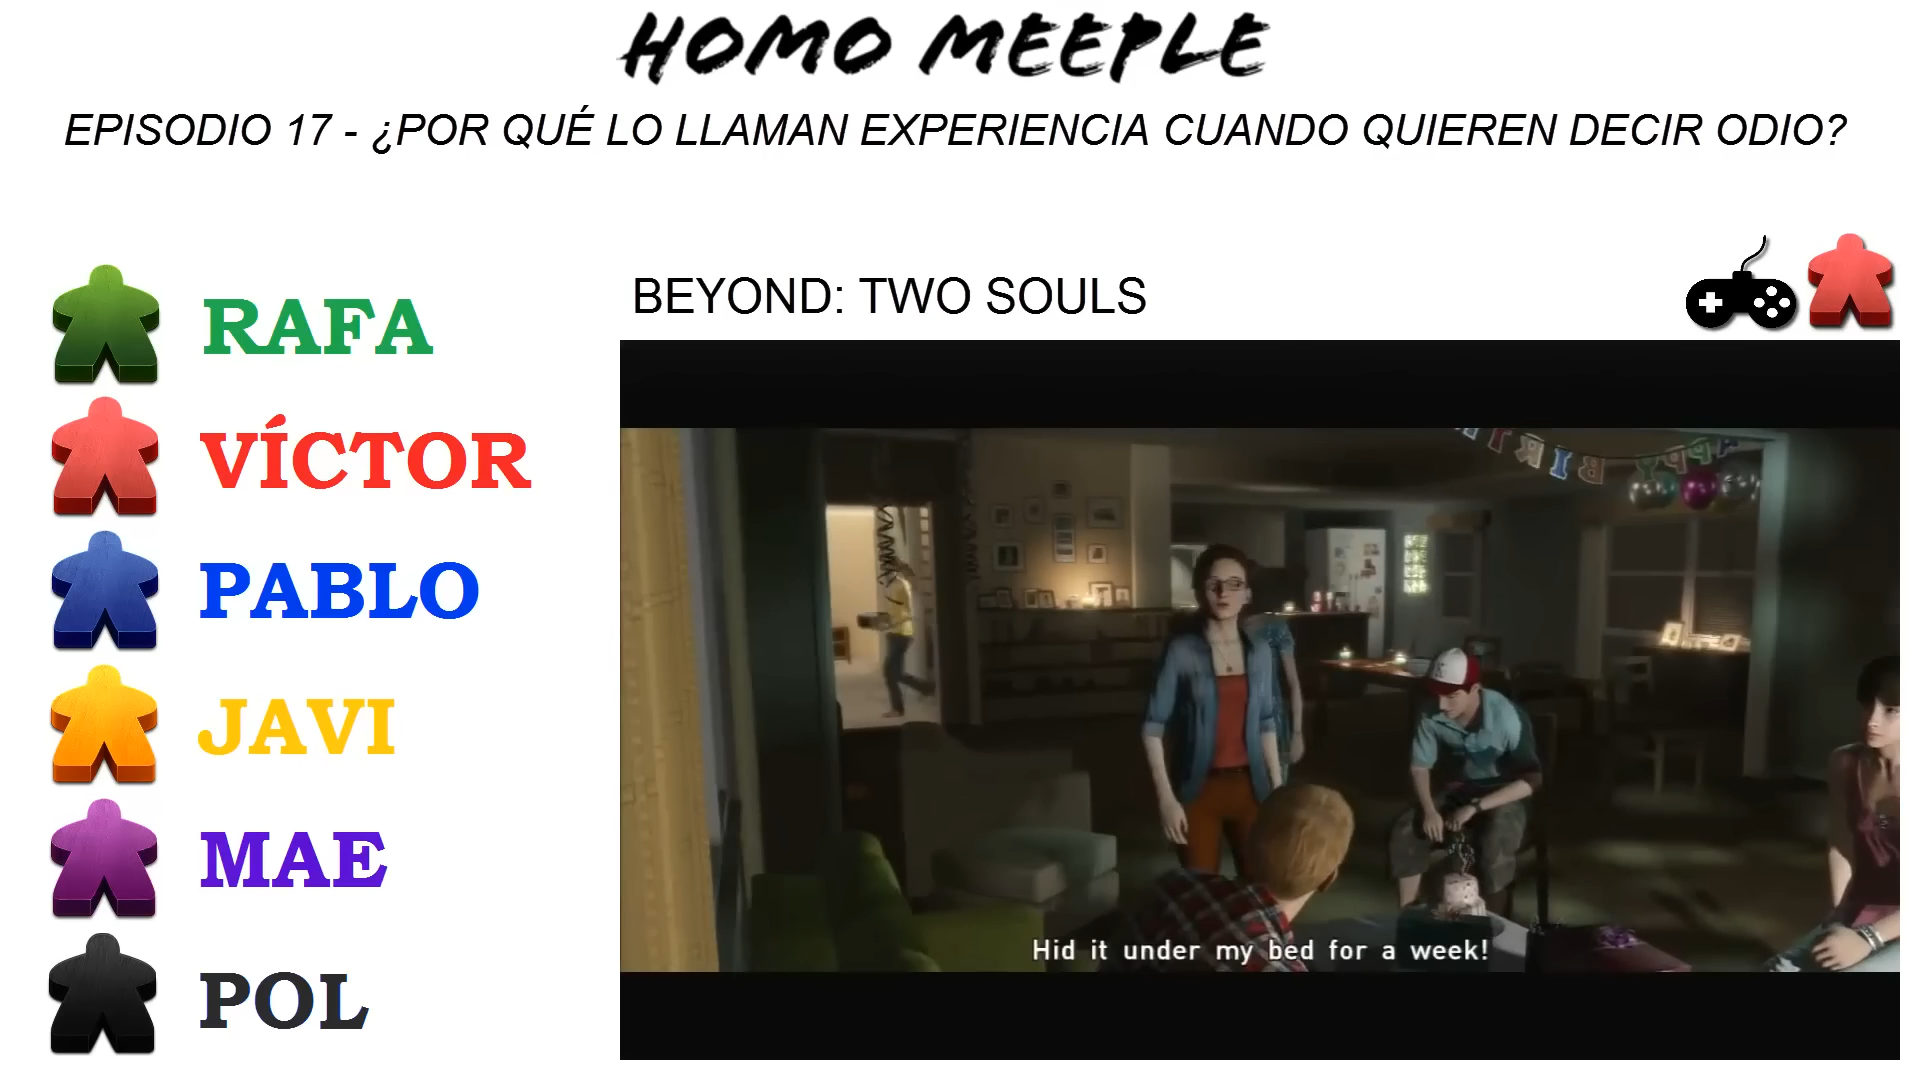 HOMO MEEPLE
EPISODIO 17 - ¿POR QUÉ LO LLAMAN EXPERIENCIA CUANDO QUIEREN DECIR ODIO?
BEYOND: TWO SOULS
RAFA
VÍCTOR
PABLO
JAVI
MAE
POL
Hid it under my bed for a week!